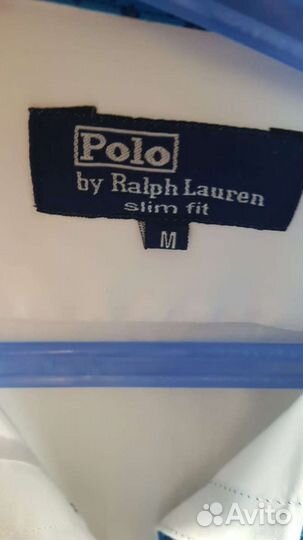 Polo
by Ralph Lauren
slim fit
M
Avito